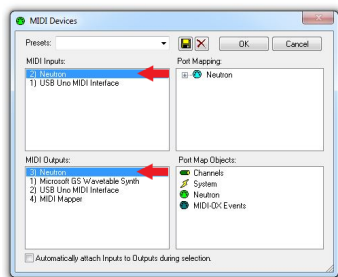 MIDI Devices
Presets:
OK
Cancel
MIDI Inputs:
2) Neutron
1) USB Uno MIDI Interface
Port Mapping:
Neutron
MIDI Outputs:
3) Neutron
1) Microsoft GS Wavetable Synth
2) USB Uno MIDI Interface
4) MIDI Mapper
Port Map Objects:
Channels
System
Neutron
MIDI-OX Events
Automatically attach Inputs to Outputs during selection.